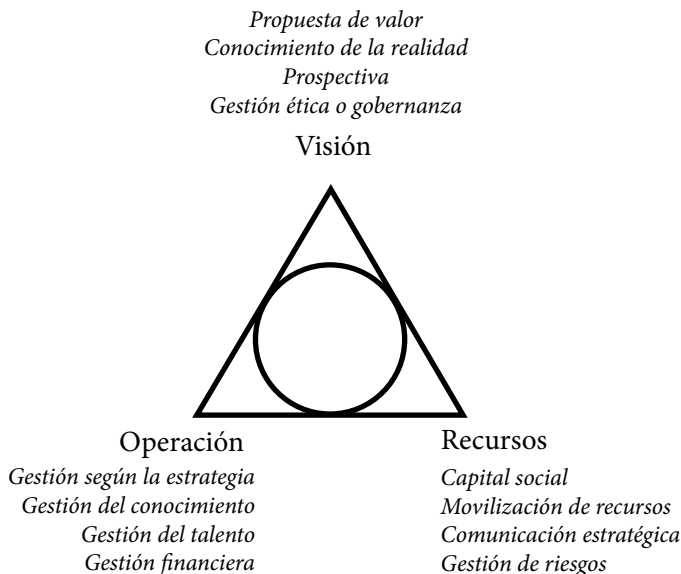 Propuesta de valor
Conocimiento de la realidad
Prospectiva
Gestión ética o gobernanza
Visión
Operación
Gestión según la estrategia
Gestión del conocimiento
Gestión del talento
Gestión financiera
Recursos
Capital social
Movilización de recursos
Comunicación estratégica
Gestión de riesgos